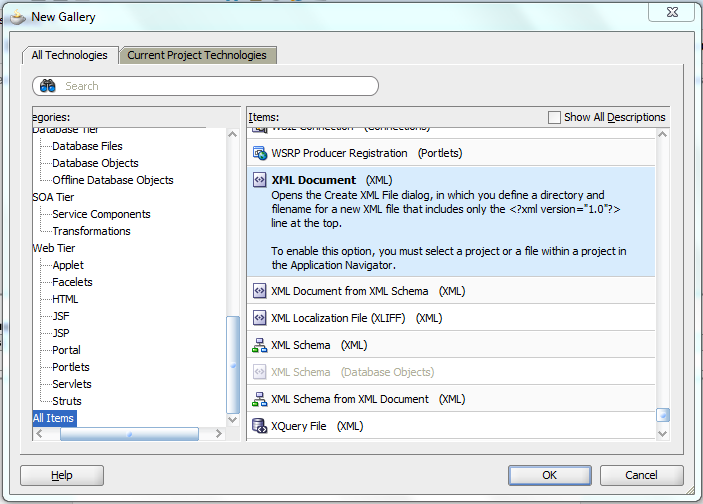 New Gallery
All Technologies
Current Project Technologies
Search
egories:
Database Tier
Database Files
Database Objects
Offline Database Objects
SOA Tier
Service Components
Transformations
Web Tier
Applet
Facelets
HTML
JSF
JSP
Portal
Portlets
Servlets
Struts
All Items
Items:
Show All Descriptions
WSIL Connection (Connections)
WSRP Producer Registration (Portlets)
XML Document (XML)
Opens the Create XML File dialog, in which you define a directory and
filename for a new XML file that includes only the <?xml version="1.0"?>
line at the top.
To enable this option, you must select a project or a file within a project in
the Application Navigator.
XML Document from XML Schema (XML)
XML Localization File (XLIFF) (XML)
XML Schema (XML)
XML Schema (Database Objects)
XML Schema from XML Document (XML)
XQuery File (XML)
Help
OK
Cancel